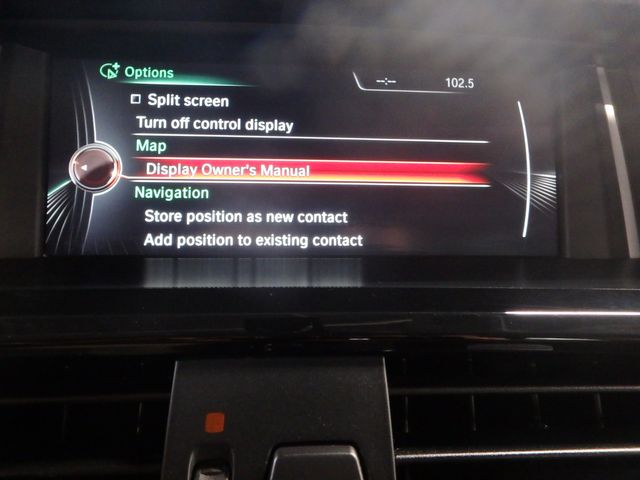 Options
--:-- 102.5
Split screen
Turn off control display
Map
Display Owner's Manual
Navigation
Store position as new contact
Add position to existing contact